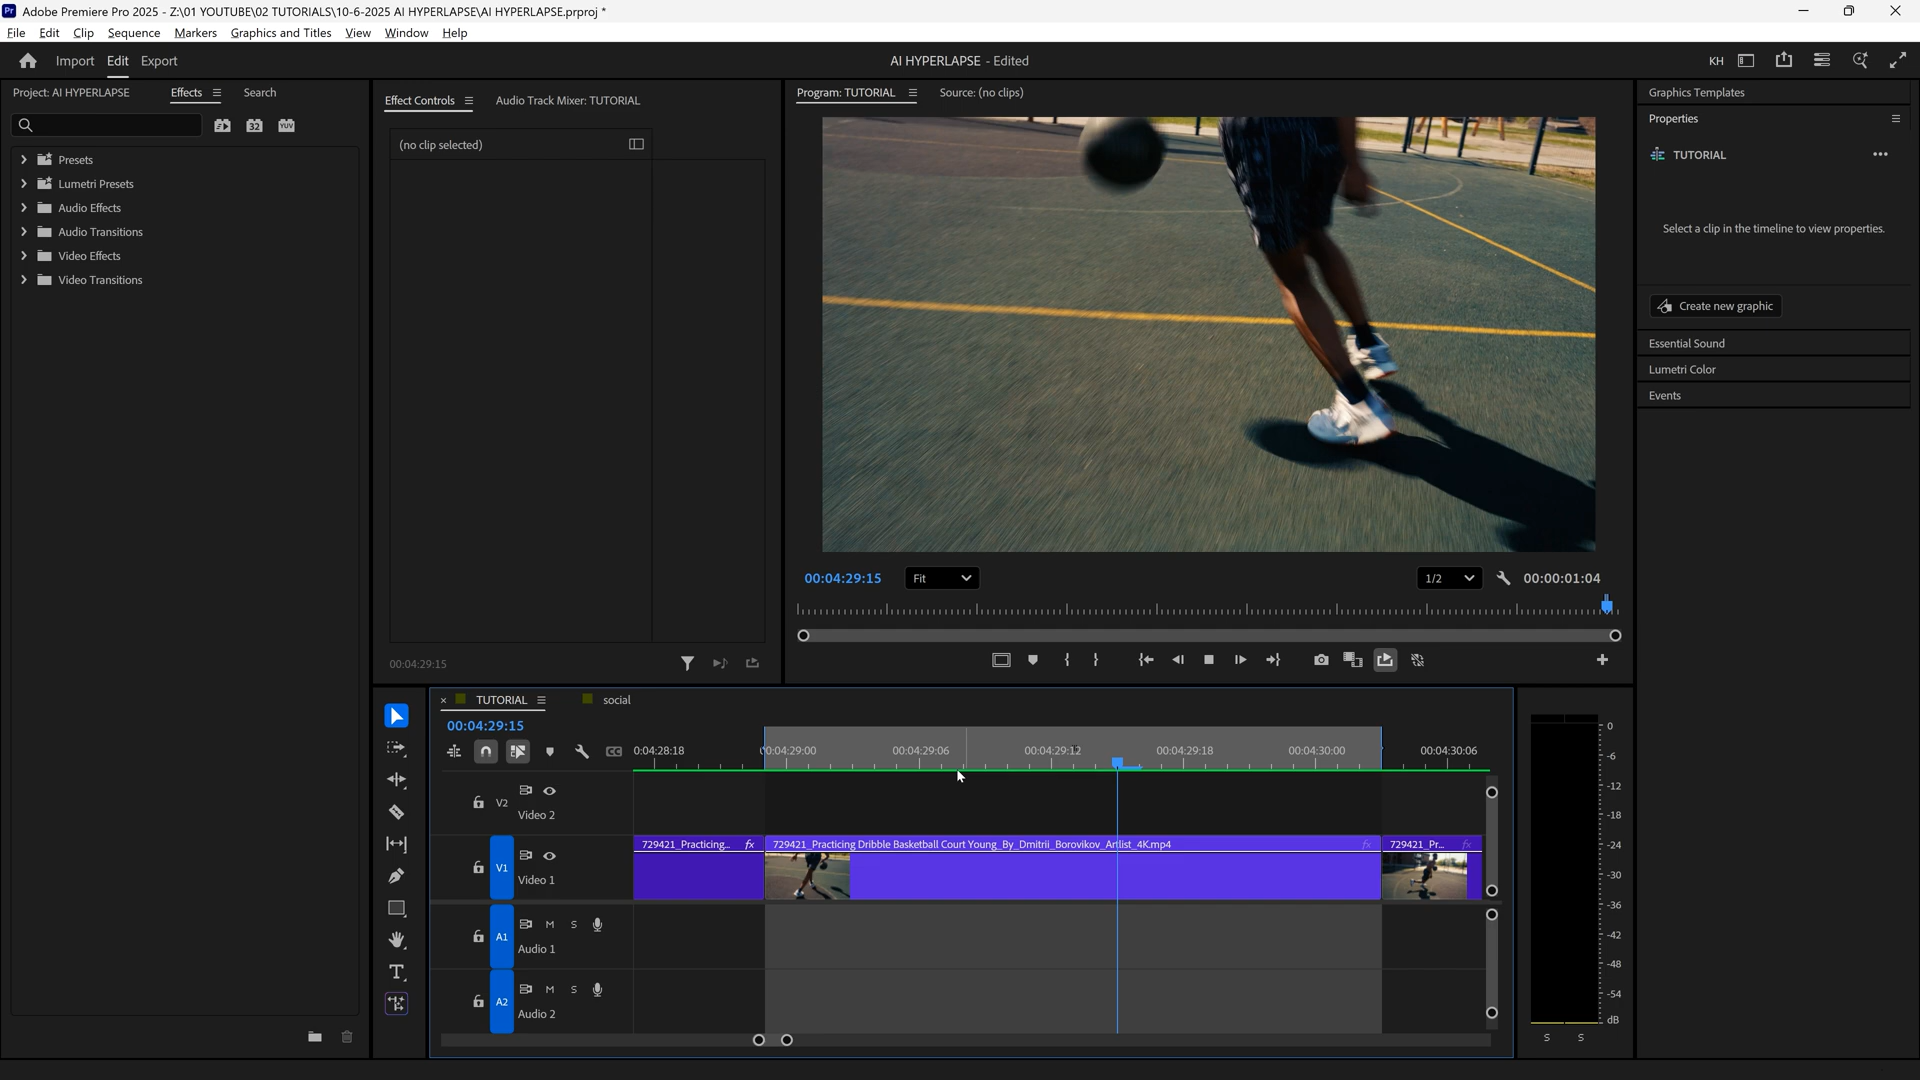 Pr Adobe Premiere Pro 2025 - Z:\01 YOUTUBE\02 TUTORIALS\10-6-2025 AI HYPERLAPSE\AI HYPERLAPSE.prproj *
File Edit Clip Sequence Markers Graphics and Titles View Window Help
Import Edit Export
AI HYPERLAPSE - Edited
KH
Project: AI HYPERLAPSE
Effects
Search
32
YUV
Presets
Lumetri Presets
Audio Effects
Audio Transitions
Video Effects
Video Transitions
Effect Controls
Audio Track Mixer: TUTORIAL
(no clip selected)
00:04:29:15
Program: TUTORIAL
Source: (no clips)
00:04:29:15
Fit
1/2
00:00:01:04
Graphics Templates
Properties
TUTORIAL
Select a clip in the timeline to view properties.
Create new graphic
Essential Sound
Lumetri Color
Events
TUTORIAL
social
00:04:29:15
CC
0:04:28:18
00:04:29:00
00:04:29:06
00:04:29:12
00:04:29:18
00:04:30:00
00:04:30:06
V2
Video 2
V1
Video 1
729421_Practicing... fx
729421_Practicing Dribble Basketball Court Young_By_Dmitrii_Borovikov_Artlist_4K.mp4 fx
729421_Pr... fx
A1
M S
Audio 1
A2
M S
Audio 2
T
0
-6
-12
-18
-24
-30
-36
-42
-48
-54
dB
S S